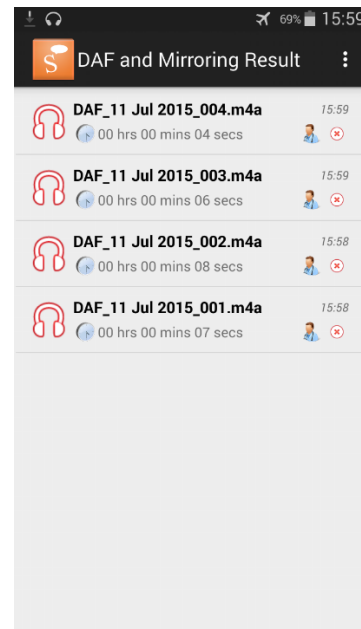 69% 15:59
S DAF and Mirroring Result
DAF_11 Jul 2015_004.m4a 15:59
00 hrs 00 mins 04 secs
DAF_11 Jul 2015_003.m4a 15:59
00 hrs 00 mins 06 secs
DAF_11 Jul 2015_002.m4a 15:58
00 hrs 00 mins 08 secs
DAF_11 Jul 2015_001.m4a 15:58
00 hrs 00 mins 07 secs